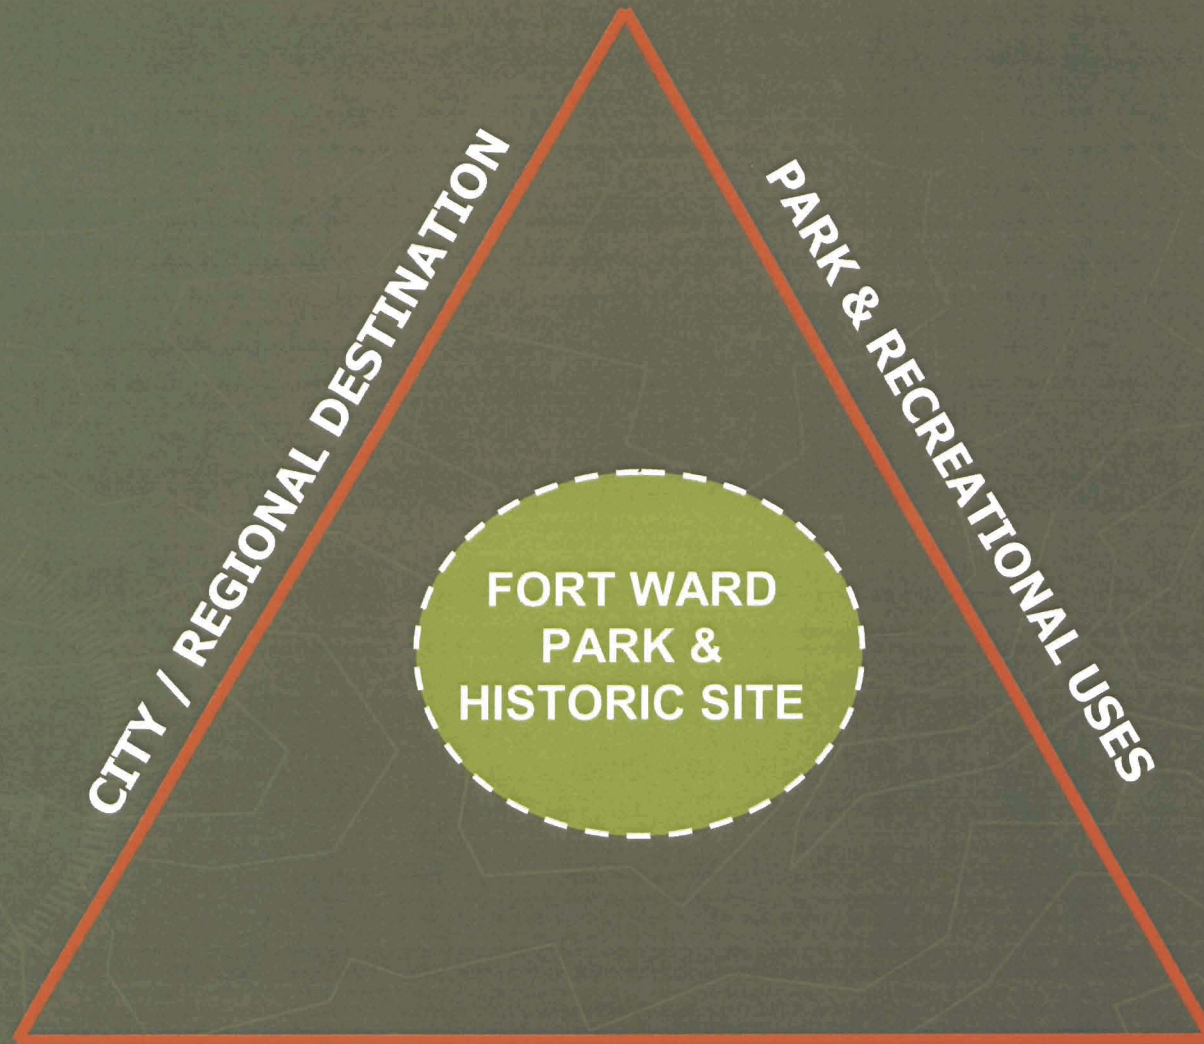 CITY / REGIONAL DESTINATION
PARK & RECREATIONAL USES
FORT WARD
PARK &
HISTORIC SITE